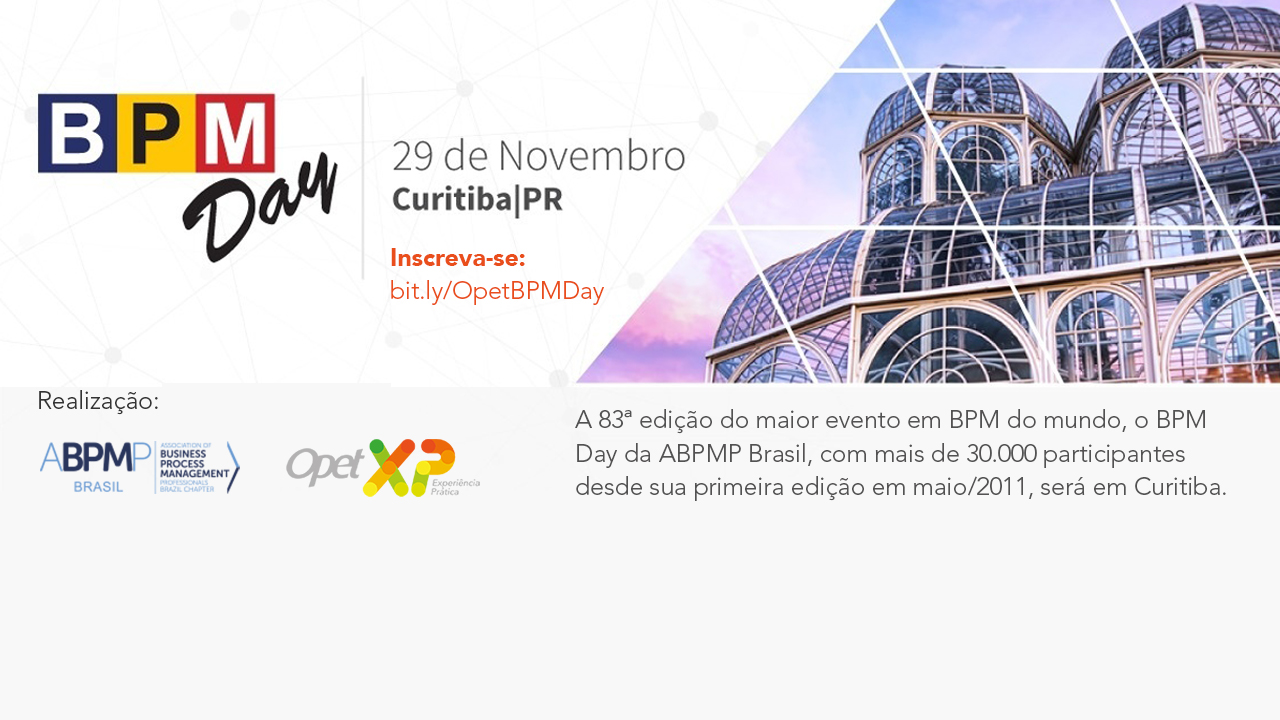 BPM
Day
29 de Novembro
Curitiba|PR
Inscreva-se:
bit.ly/OpetBPMDay
Realização:
ABPMP
BRASIL
ASSOCIATION OF
BUSINESS
PROCESS
MANAGEMENT
PROFESSIONALS
BRAZIL CHAPTER
Opet XP
Experiência
Prática
A 83ª edição do maior evento em BPM do mundo, o BPM
Day da ABPMP Brasil, com mais de 30.000 participantes
desde sua primeira edição em maio/2011, será em Curitiba.